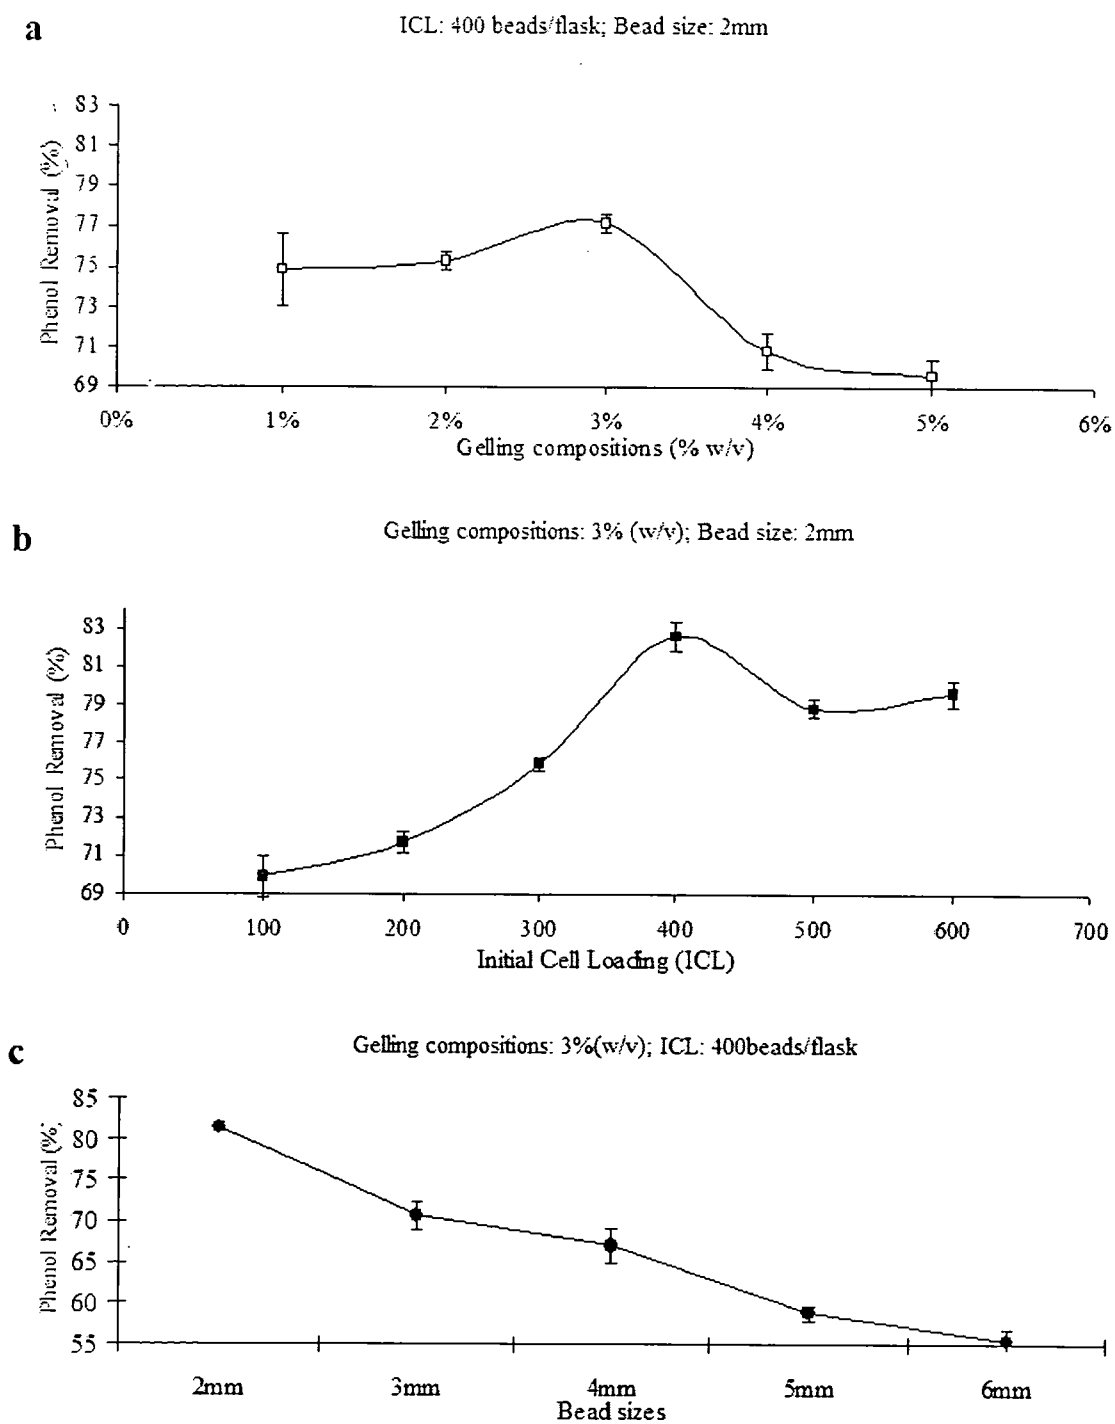 a
ICL: 400 beads/flask; Bead size: 2mm
83
81
79
77
75
73
71
69
Phenol Removal (%)
0% 1% 2% 3% 4% 5% 6%
Gelling compositions (% w/v)
b
Gelling compositions: 3% (w/v); Bead size: 2mm
83
81
79
77
75
73
71
69
Phenol Removal (%)
0 100 200 300 400 500 600 700
Initial Cell Loading (ICL)
c
Gelling compositions: 3%(w/v); ICL: 400beads/flask
85
80
75
70
65
60
55
Phenol Removal (%)
2mm 3mm 4mm 5mm 6mm
Bead sizes